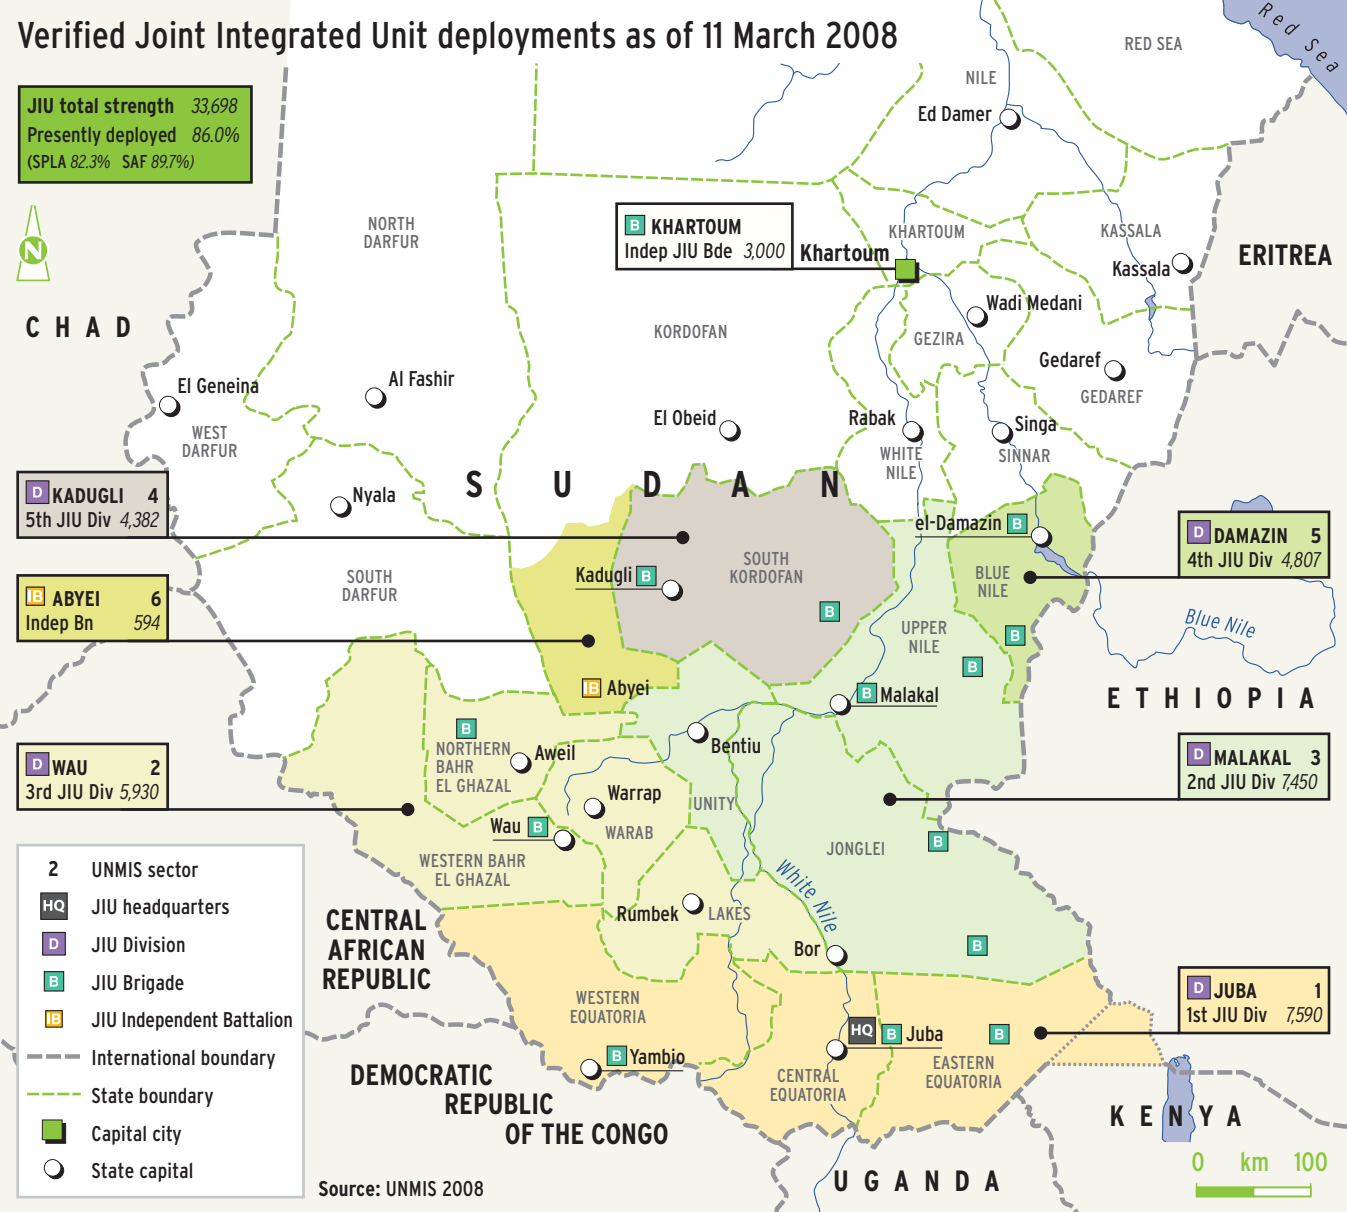 Verified Joint Integrated Unit deployments as of 11 March 2008
Red Sea
RED SEA
NILE
JIU total strength 33,698
Presently deployed 86.0%
(SPLA 82.3% SAF 89.7%)
Ed Damer
N
NORTH
DARFUR
B KHARTOUM
Indep JIU Bde 3,000
Khartoum
KHARTOUM
KASSALA
Kassala
ERITREA
CHAD
KORDOFAN
Wadi Medani
GEZIRA
Gedaref
GEDAREF
El Geneina
Al Fashir
WEST
DARFUR
El Obeid
Rabak
Singa
SINNAR
WHITE
NILE
SUDAN
Nyala
D KADUGLI 4
5th JIU Div 4,382
el-Damazin B
D DAMAZIN 5
4th JIU Div 4,807
SOUTH
KORDOFAN
SOUTH
DARFUR
Kadugli B
BLUE
NILE
IB ABYEI 6
Indep Bn 594
B
UPPER
NILE
B
B
Blue Nile
IB Abyei
B Malakal
ETHIOPIA
B
NORTHERN
BAHR
EL GHAZAL
Aweil
Bentiu
D WAU 2
3rd JIU Div 5,930
D MALAKAL 3
2nd JIU Div 7,450
Warrap
UNITY
Wau B
WARAB
JONGLEI
B
WESTERN BAHR
EL GHAZAL
White Nile
Rumbek
LAKES
Bor
B
CENTRAL
AFRICAN
REPUBLIC
2 UNMIS sector
HQ JIU headquarters
D JIU Division
B JIU Brigade
IB JIU Independent Battalion
International boundary
State boundary
Capital city
State capital
WESTERN
EQUATORIA
D JUBA 1
1st JIU Div 7,590
HQ B Juba
B
B Yambio
CENTRAL
EQUATORIA
EASTERN
EQUATORIA
DEMOCRATIC
REPUBLIC
OF THE CONGO
KENYA
UGANDA
0 km 100
Source: UNMIS 2008